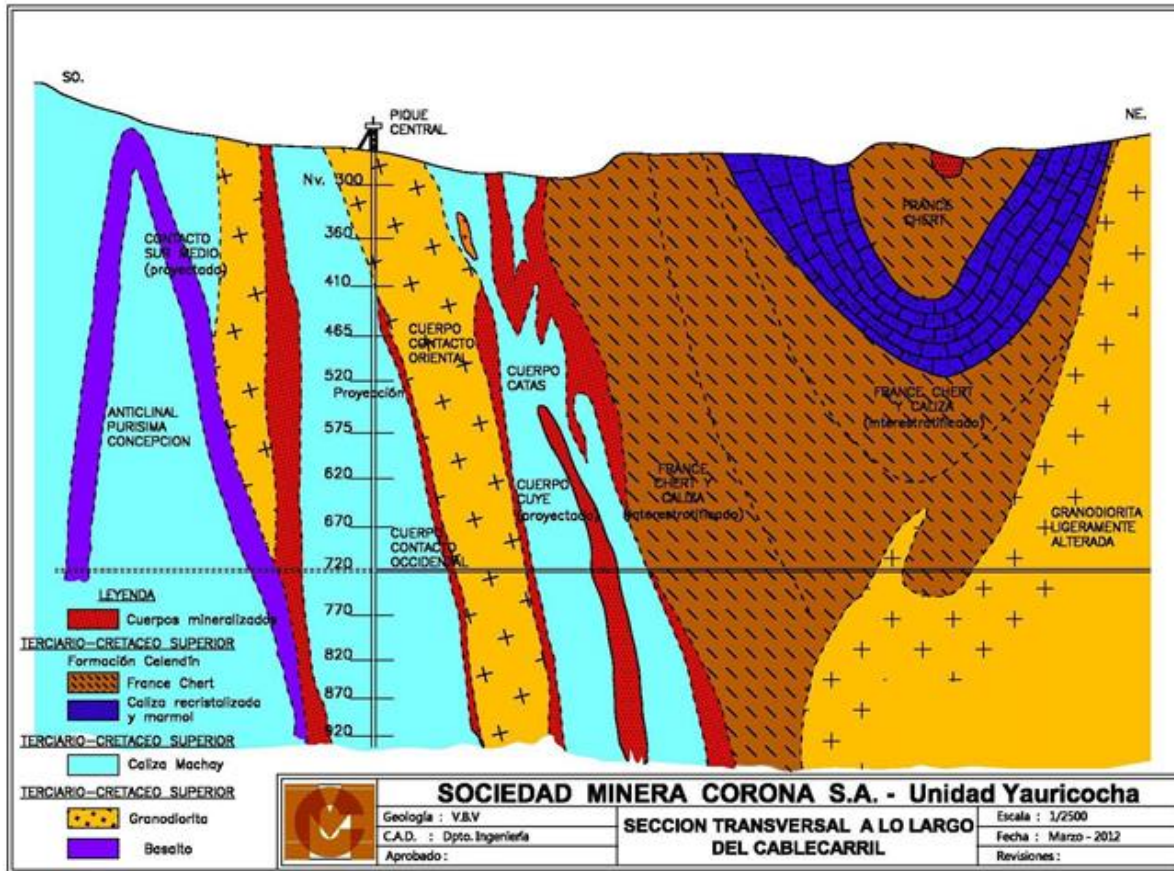 SO.
NE.
PIQUE
CENTRAL
Nv. 300
360
410
465
520
575
620
670
720
770
820
870
920
CONTACTO
SUR MEDIO
(proyectado)
ANTICLINAL
PURISIMA
CONCEPCION
Proyección
CUERPO
CONTACTO
ORIENTAL
CUERPO
CATAS
CUERPO
CUYE
(proyectado)
CUERPO
CONTACTO
OCCIDENTAL
FRANCE
CHERT Y
CALIZA
(interestratificado)
FRANCE
CHERT
FRANCE CHERT
Y CALIZA
(interestratificado)
GRANODIORITA
LIGERAMENTE
ALTERADA
LEYENDA
Cuerpos mineralizados
TERCIARIO-CRETACEO SUPERIOR
Formación Celendín
France Chert
Caliza recristalizada
y marmol
TERCIARIO-CRETACEO SUPERIOR
Caliza Machay
TERCIARIO-CRETACEO SUPERIOR
Granodiorita
Basalto
SOCIEDAD MINERA CORONA S.A. - Unidad Yauricocha
Geología : V.B.V
C.A.D. : Dpto. Ingeniería
Aprobado :
SECCION TRANSVERSAL A LO LARGO
DEL CABLECARRIL
Escala : 1/2500
Fecha : Marzo - 2012
Revisiones :